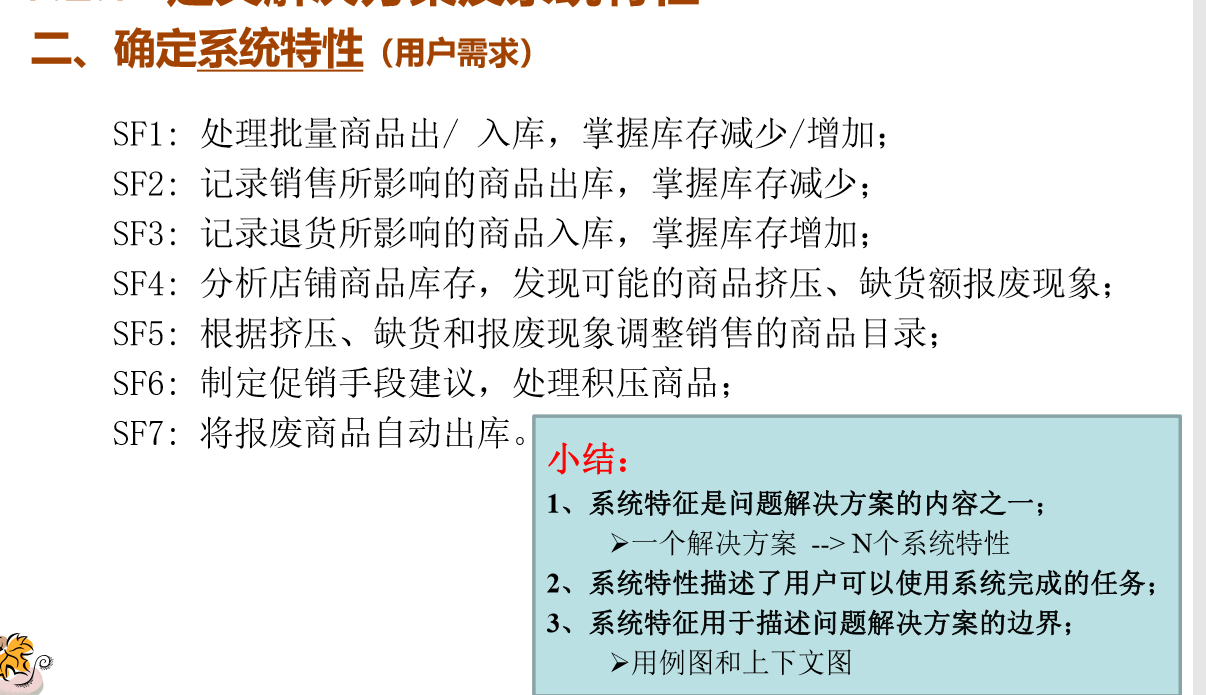 二、确定系统特性（用户需求）
SF1: 处理批量商品出/ 入库，掌握库存减少/增加；
SF2: 记录销售所影响的商品出库，掌握库存减少；
SF3: 记录退货所影响的商品入库，掌握库存增加；
SF4: 分析店铺商品库存，发现可能的商品挤压、缺货额报废现象；
SF5: 根据挤压、缺货和报废现象调整销售的商品目录；
SF6: 制定促销手段建议，处理积压商品；
SF7: 将报废商品自动出库。
小结：
1、系统特征是问题解决方案的内容之一；
➢一个解决方案 --> N个系统特性
2、系统特性描述了用户可以使用系统完成的任务；
3、系统特征用于描述问题解决方案的边界；
➢用例图和上下文图